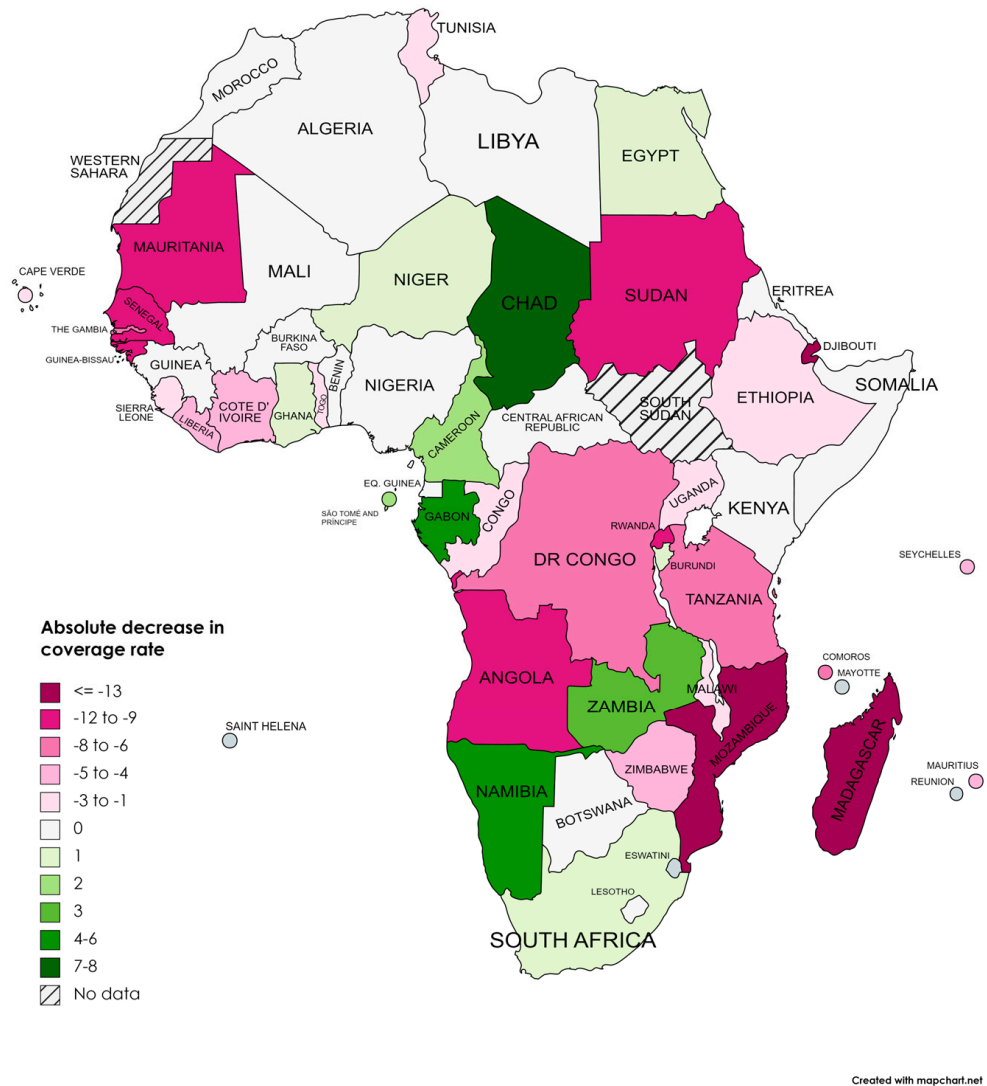 TUNISIA
MOROCCO
ALGERIA
LIBYA
EGYPT
WESTERN
SAHARA
MAURITANIA
CAPE VERDE
MALI
NIGER
CHAD
SUDAN
ERITREA
SENEGAL
THE GAMBIA
GUINEA-BISSAU
GUINEA
BURKINA
FASO
BENIN
NIGERIA
DJIBOUTI
SOMALIA
ETHIOPIA
SOUTH
SUDAN
SIERRA
LEONE
LIBERIA
COTE D'
IVOIRE
GHANA
TOGO
CAMEROON
CENTRAL AFRICAN
REPUBLIC
EQ. GUINEA
SÃO TOMÉ AND
PRÍNCIPE
GABON
CONGO
UGANDA
KENYA
RWANDA
DR CONGO
BURUNDI
TANZANIA
SEYCHELLES
Absolute decrease in
coverage rate
<= -13
-12 to -9
-8 to -6
-5 to -4
-3 to -1
0
1
2
3
4-6
7-8
No data
SAINT HELENA
ANGOLA
ZAMBIA
MALAWI
MOZAMBIQUE
COMOROS
MAYOTTE
MADAGASCAR
MAURITIUS
REUNION
ZIMBABWE
NAMIBIA
BOTSWANA
ESWATINI
LESOTHO
SOUTH AFRICA
Created with mapchart.net